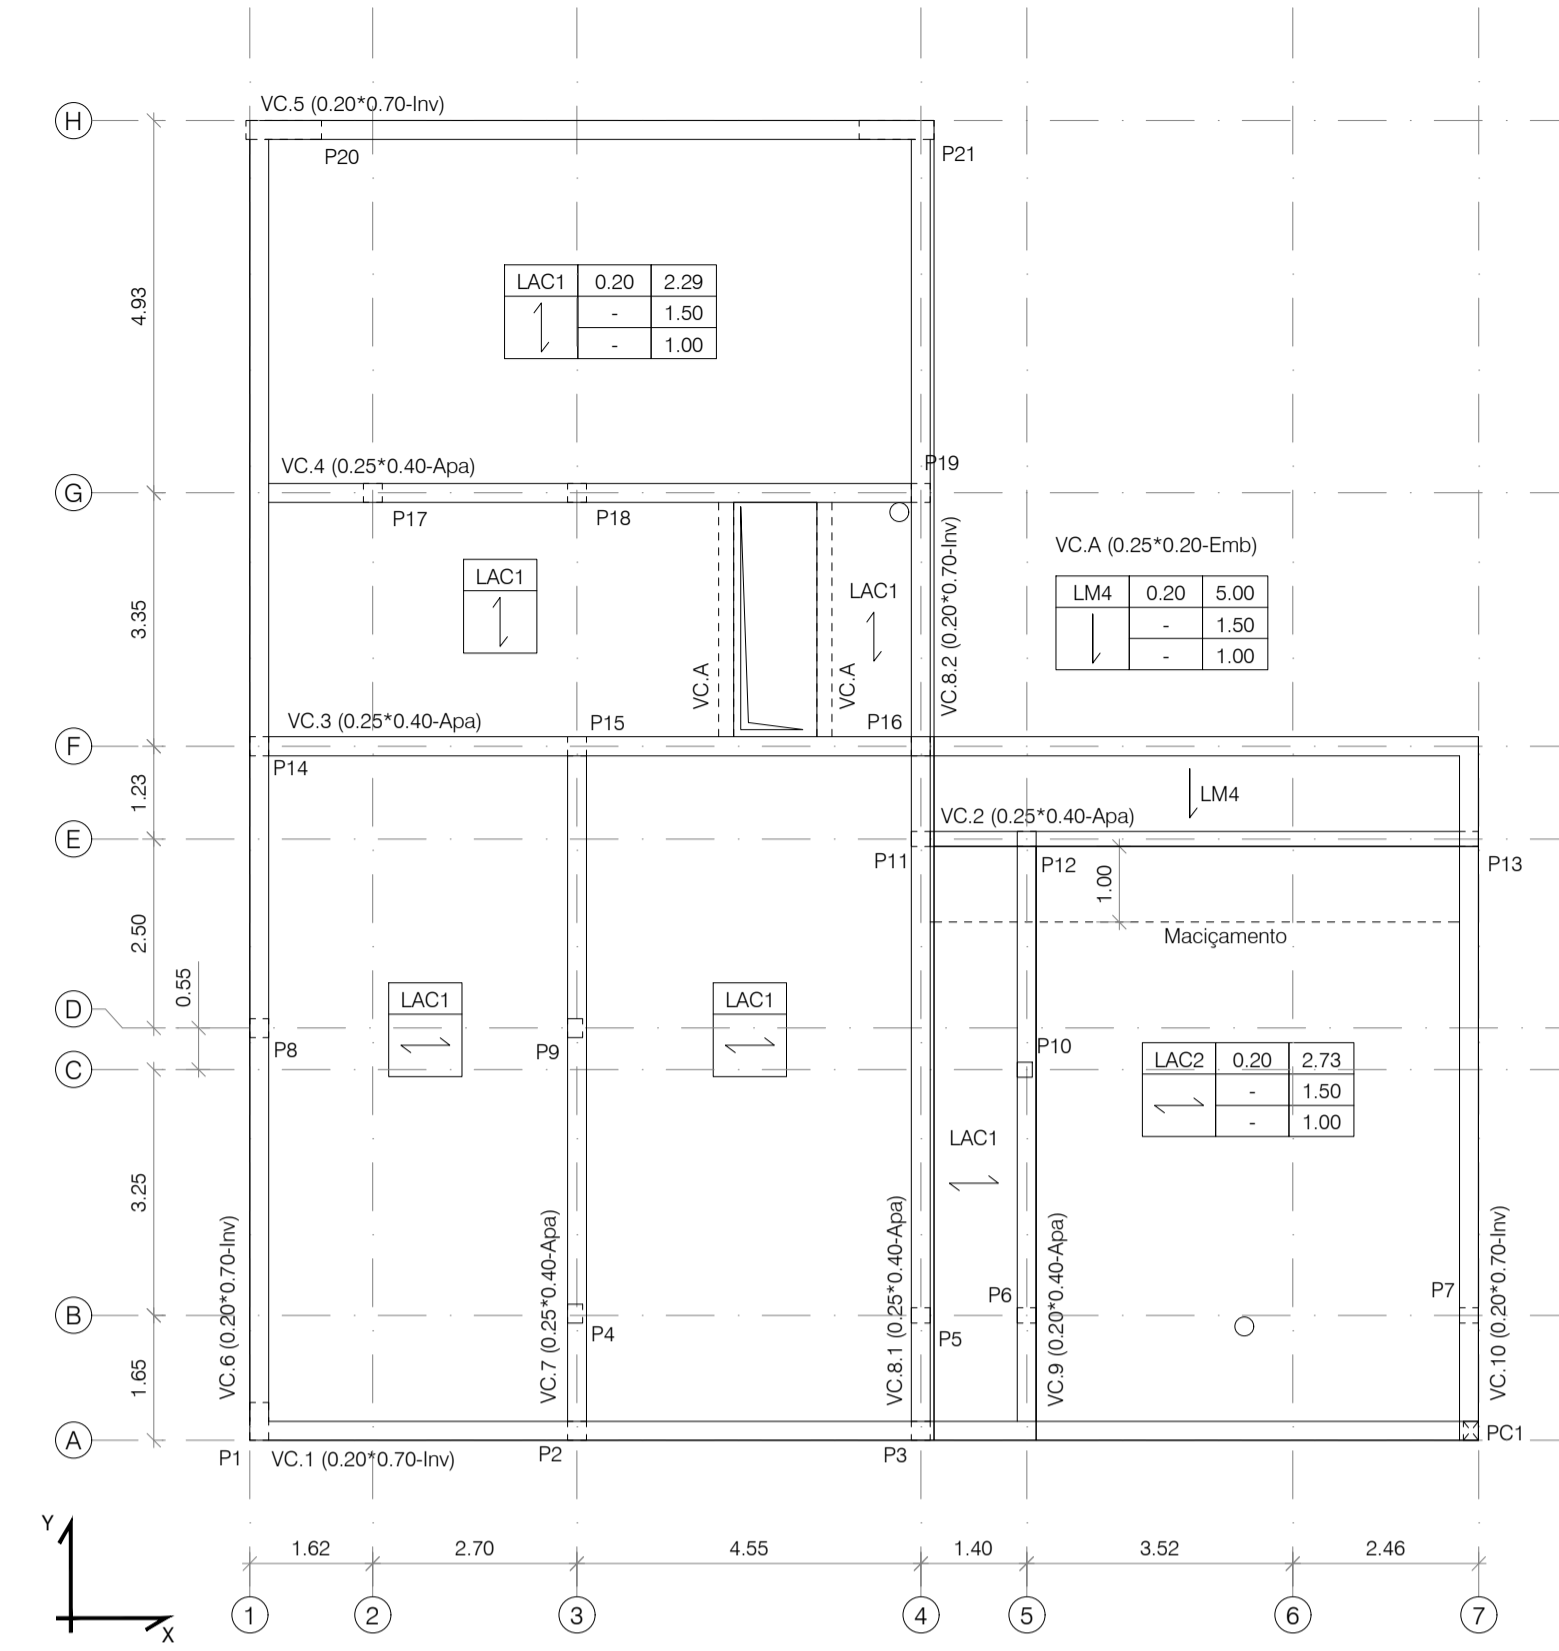 VC.5 (0.20*0.70-Inv)
H
P20
P21
LAC1 0.20 2.29
- 1.50
- 1.00
4.93
VC.4 (0.25*0.40-Apa)
P19
G
P17
P18
VC.8.2 (0.20*0.70-Inv)
VC.A (0.25*0.20-Emb)
LAC1
LAC1
LM4 0.20 5.00
- 1.50
- 1.00
3.35
VC.A
VC.A
VC.3 (0.25*0.40-Apa)
P15
P16
F
P14
1.23
LM4
VC.2 (0.25*0.40-Apa)
E
P11
P12
P13
1.00
2.50
Maciçamento
0.55
LAC1
LAC1
D
P8
P9
P10
C
LAC2 0.20 2.73
- 1.50
- 1.00
LAC1
3.25
VC.6 (0.20*0.70-Inv)
VC.7 (0.25*0.40-Apa)
VC.8.1 (0.25*0.40-Apa)
VC.9 (0.20*0.40-Apa)
VC.10 (0.20*0.70-Inv)
P6
P7
B
P4
P5
1.65
A
P1
VC.1 (0.20*0.70-Inv)
P2
P3
PC1
Y
X
1.62 2.70 4.55 1.40 3.52 2.46
1 2 3 4 5 6 7